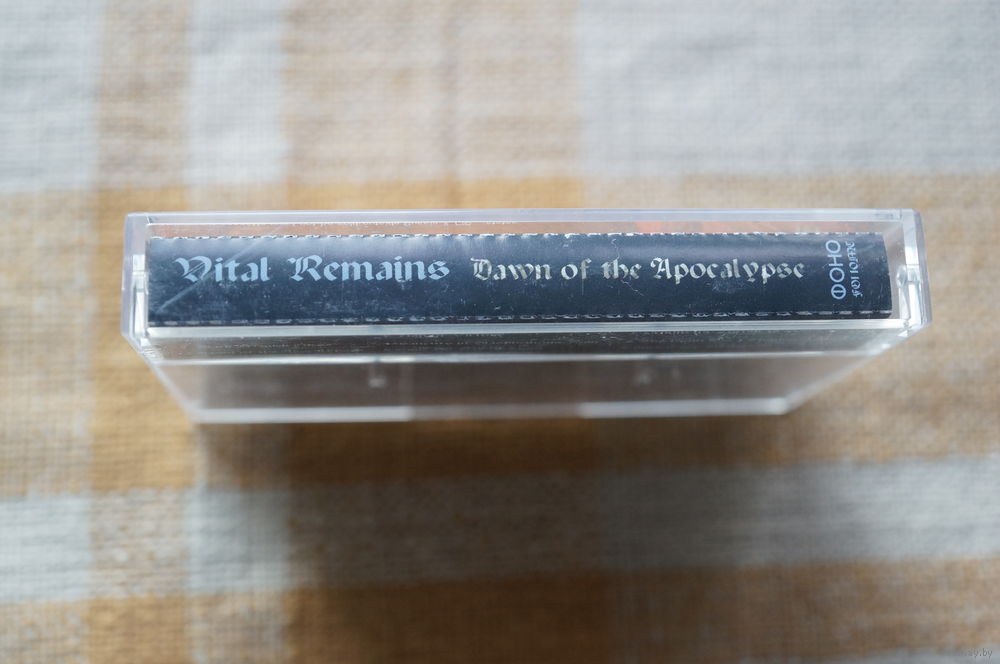 Vital Remains Dawn of the Apocalypse
ФОНО